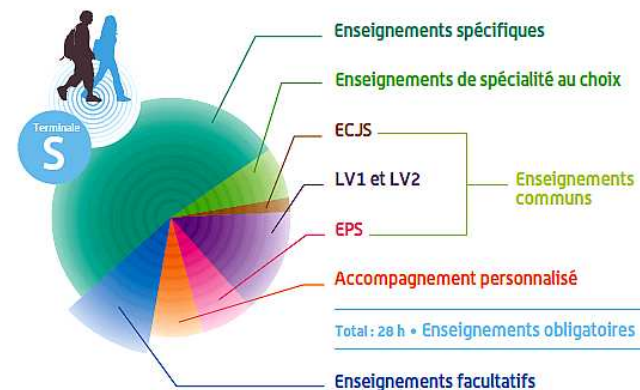 Enseignements spécifiques
Enseignements de spécialité au choix
Terminale
S
ECJS
LV1 et LV2
Enseignements
communs
EPS
Accompagnement personnalisé
Total : 28 h • Enseignements obligatoires
Enseignements facultatifs